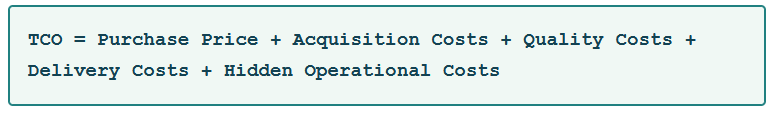 TCO = Purchase Price + Acquisition Costs + Quality Costs +
Delivery Costs + Hidden Operational Costs